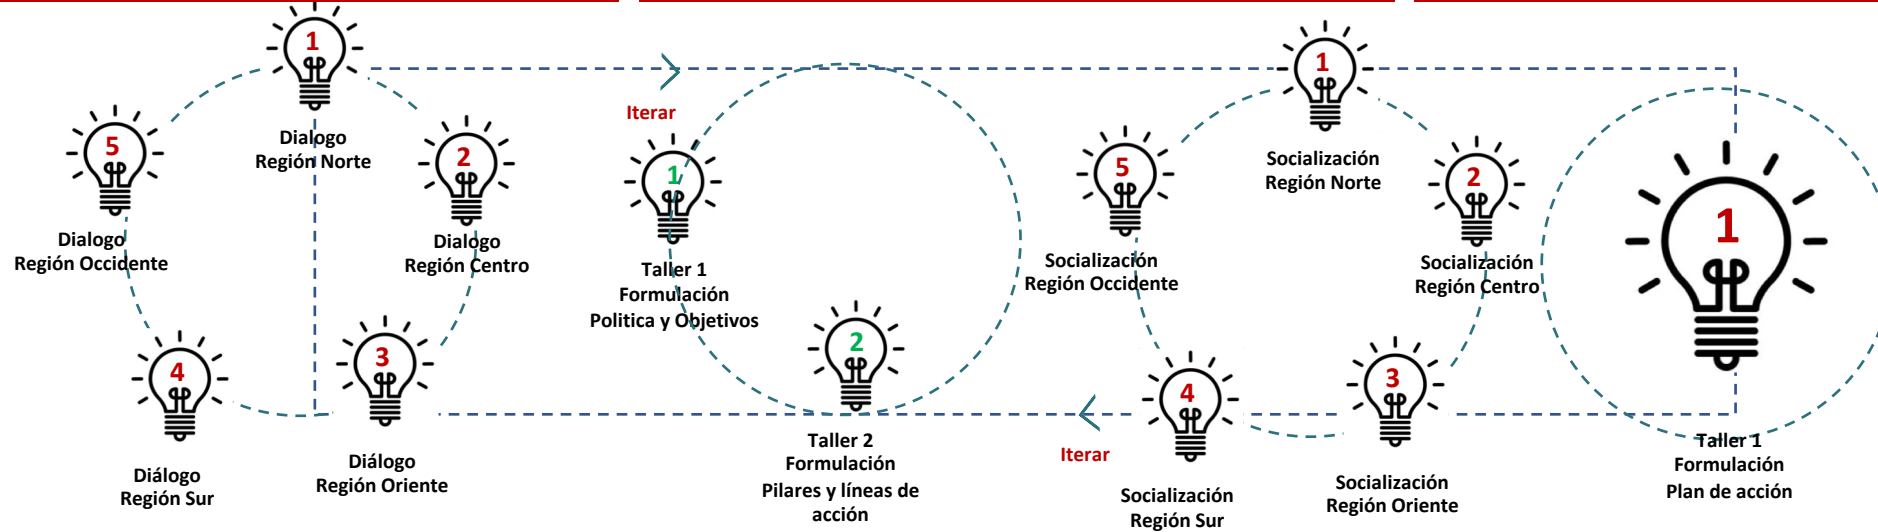 1
Dialogo
Región Norte
5
Dialogo
Región Occidente
2
Dialogo
Región Centro
4
Diálogo
Región Sur
3
Diálogo
Región Oriente
Iterar
1
Taller 1
Formulación
Politica y Objetivos
2
Taller 2
Formulación
Pilares y líneas de
acción
Iterar
1
Socialización
Región Norte
5
Socialización
Región Occidente
2
Socialización
Región Centro
4
Socialización
Región Sur
3
Socialización
Región Oriente
1
Taller 1
Formulación
Plan de acción